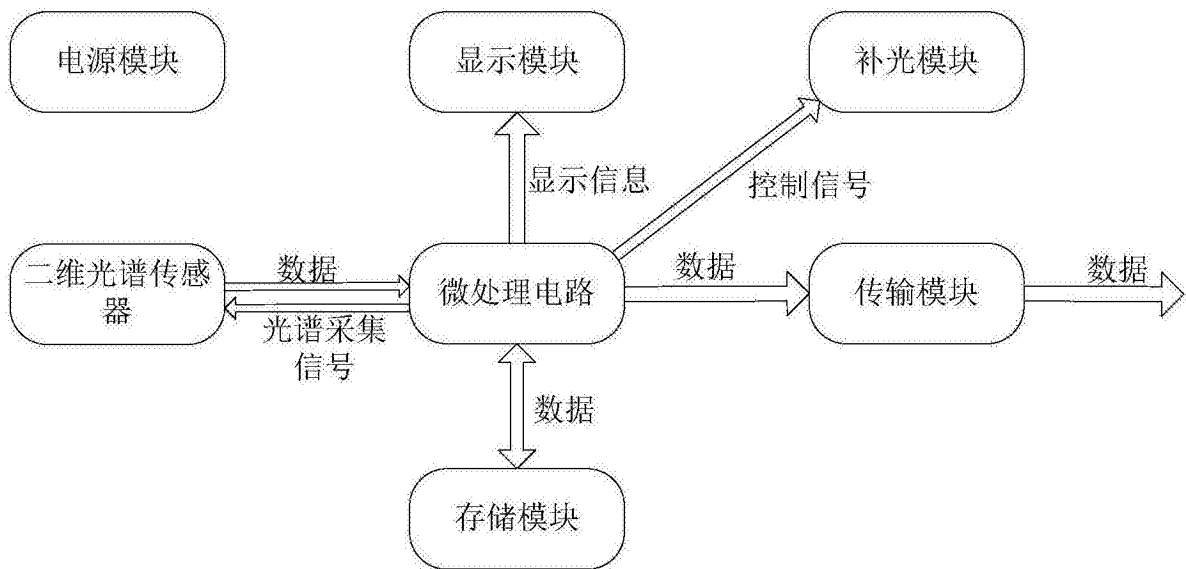 电源模块
显示模块
补光模块
显示信息
控制信号
二维光谱传感
器
数据
光谱采集
信号
微处理电路
数据
传输模块
数据
数据
存储模块